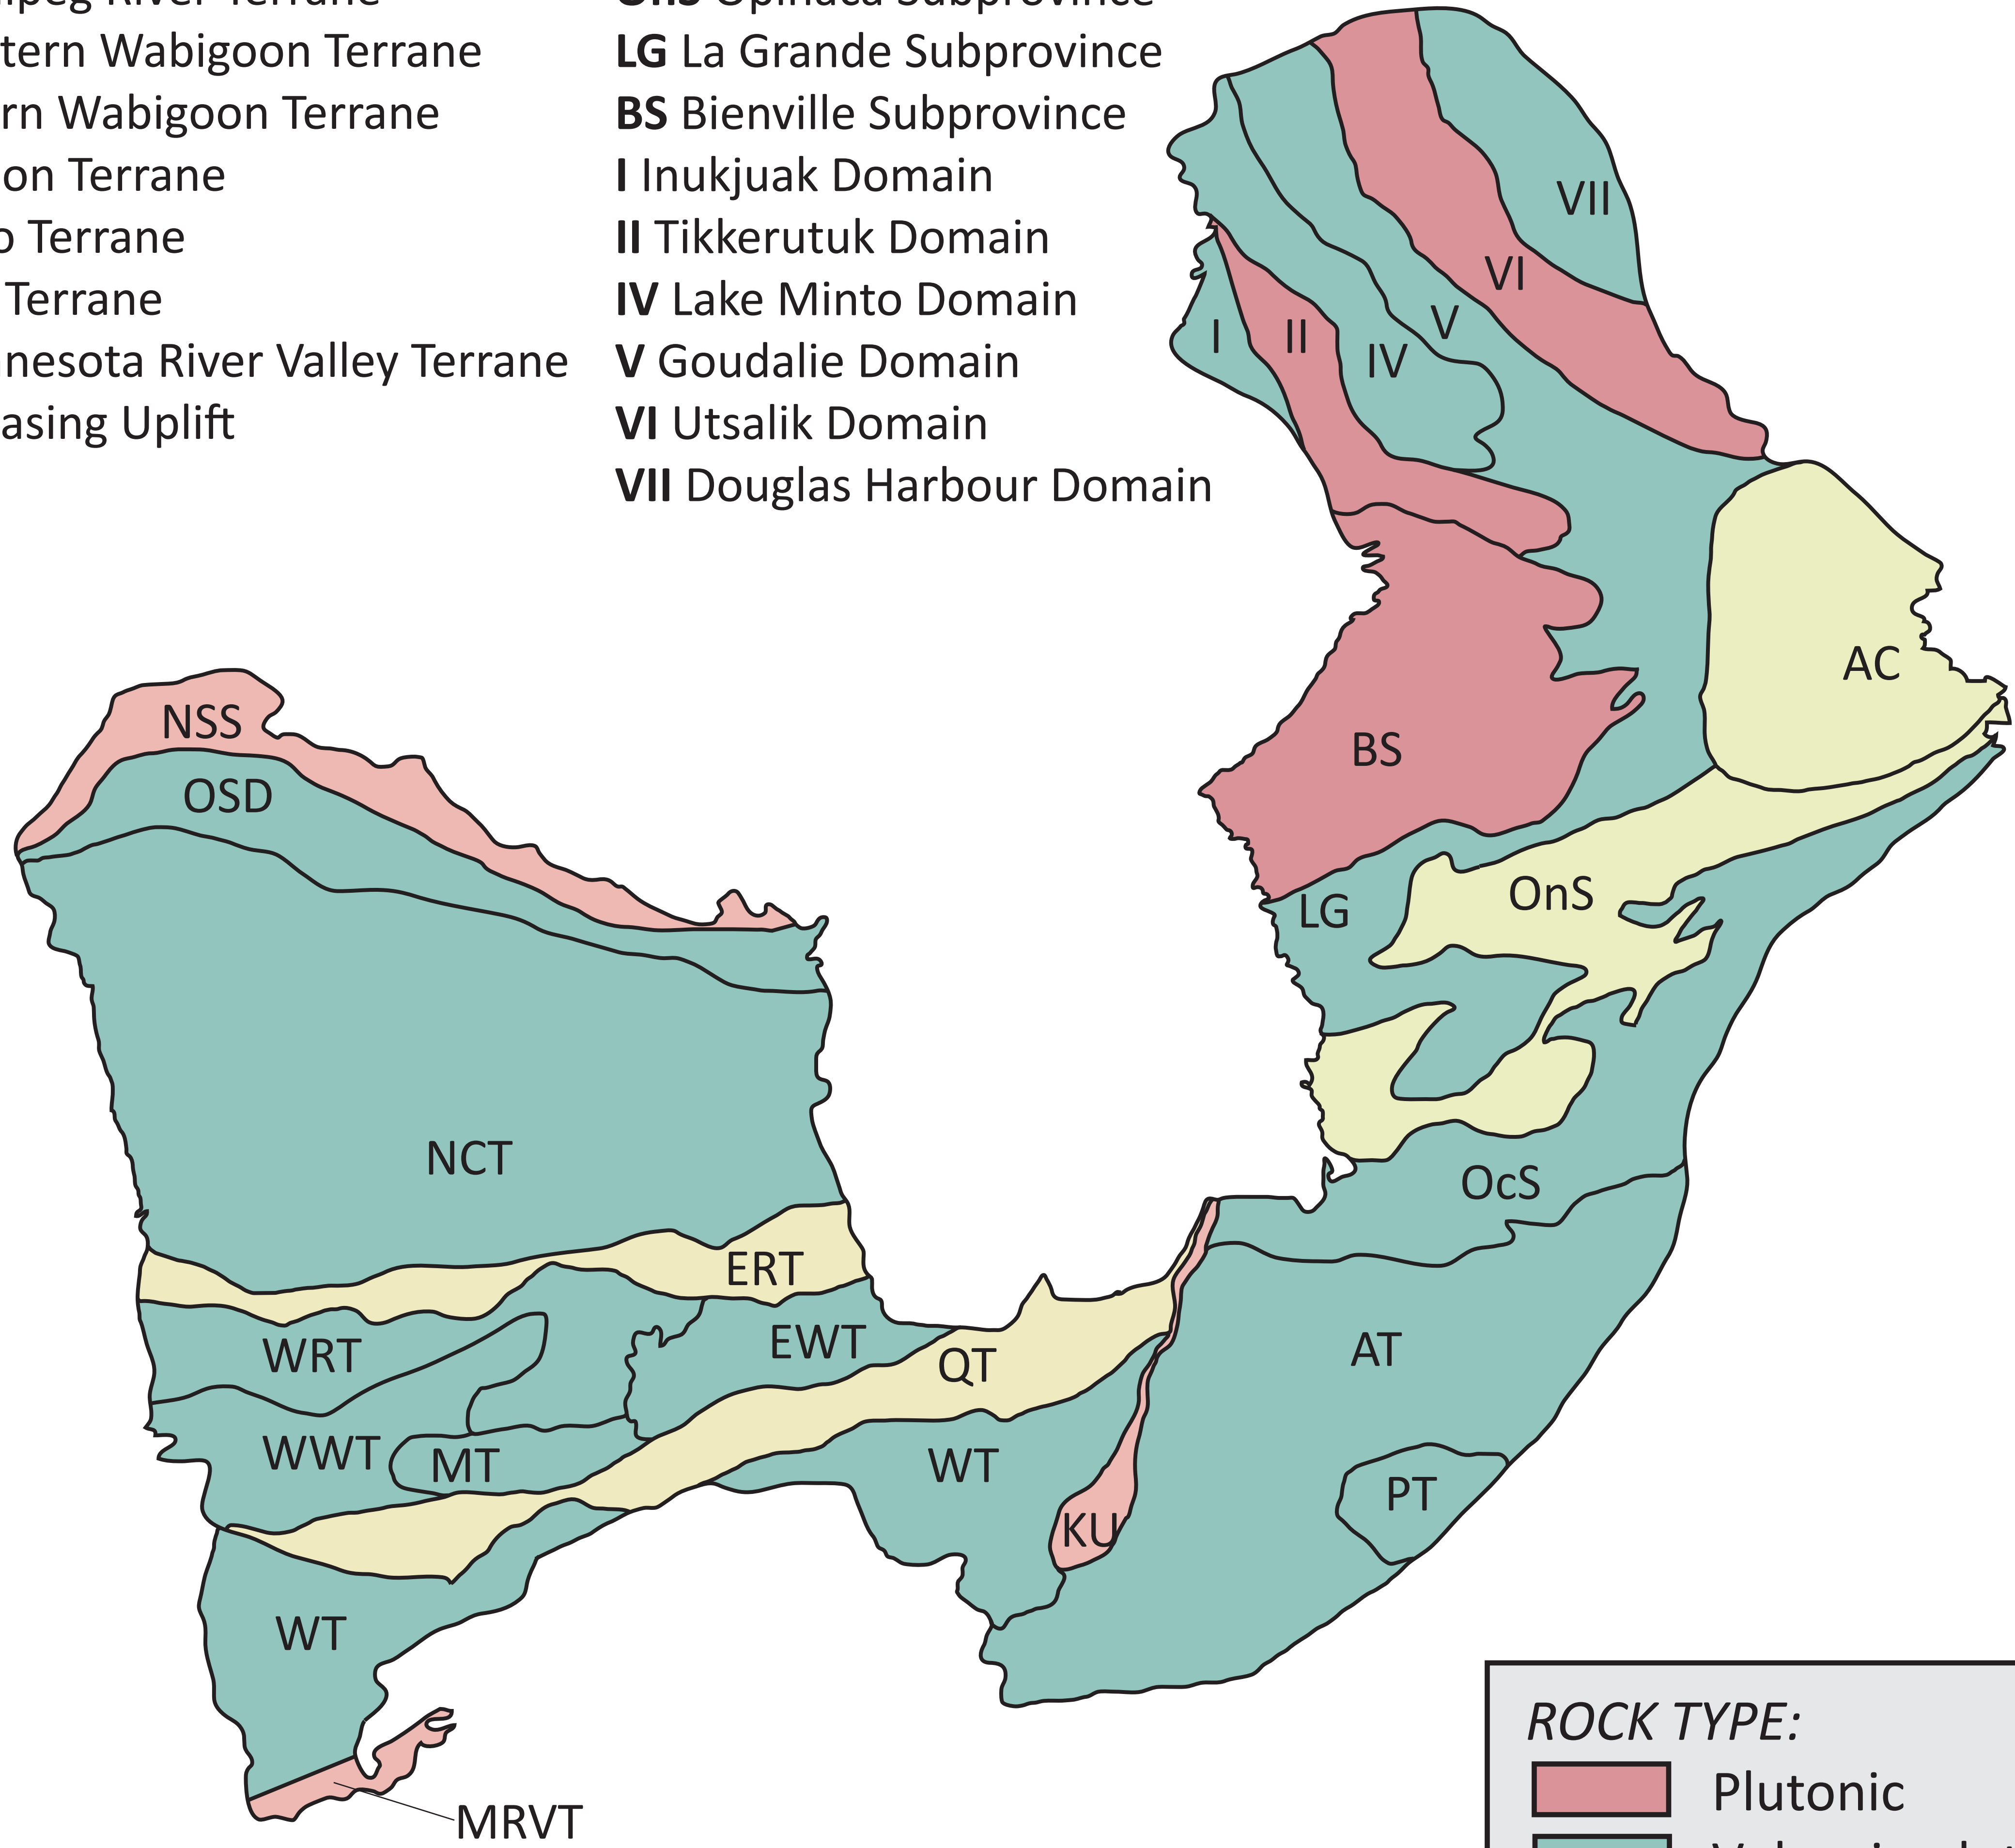 River Terrane
Subprovince
tern Wabigoon Terrane
LG La Grande Subprovince
rn Wabigoon Terrane
BS Bienville Subprovince
on Terrane
I Inukjuak Domain
o Terrane
II Tikkerutuk Domain
Terrane
IV Lake Minto Domain
nesota River Valley Terrane
V Goudalie Domain
asing Uplift
VI Utsalik Domain
VII Douglas Harbour Domain
VII
VI
V
I
II
IV
AC
NSS
BS
OSD
OnS
LG
NCT
OcS
ERT
EWT
WRT
QT
AT
WWT
MT
WT
PT
KU
WT
MRVT
ROCK TYPE:
Plutonic